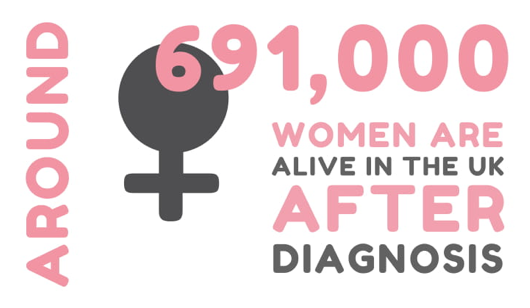 AROUND
691,000
WOMEN ARE
ALIVE IN THE UK
AFTER
DIAGNOSIS